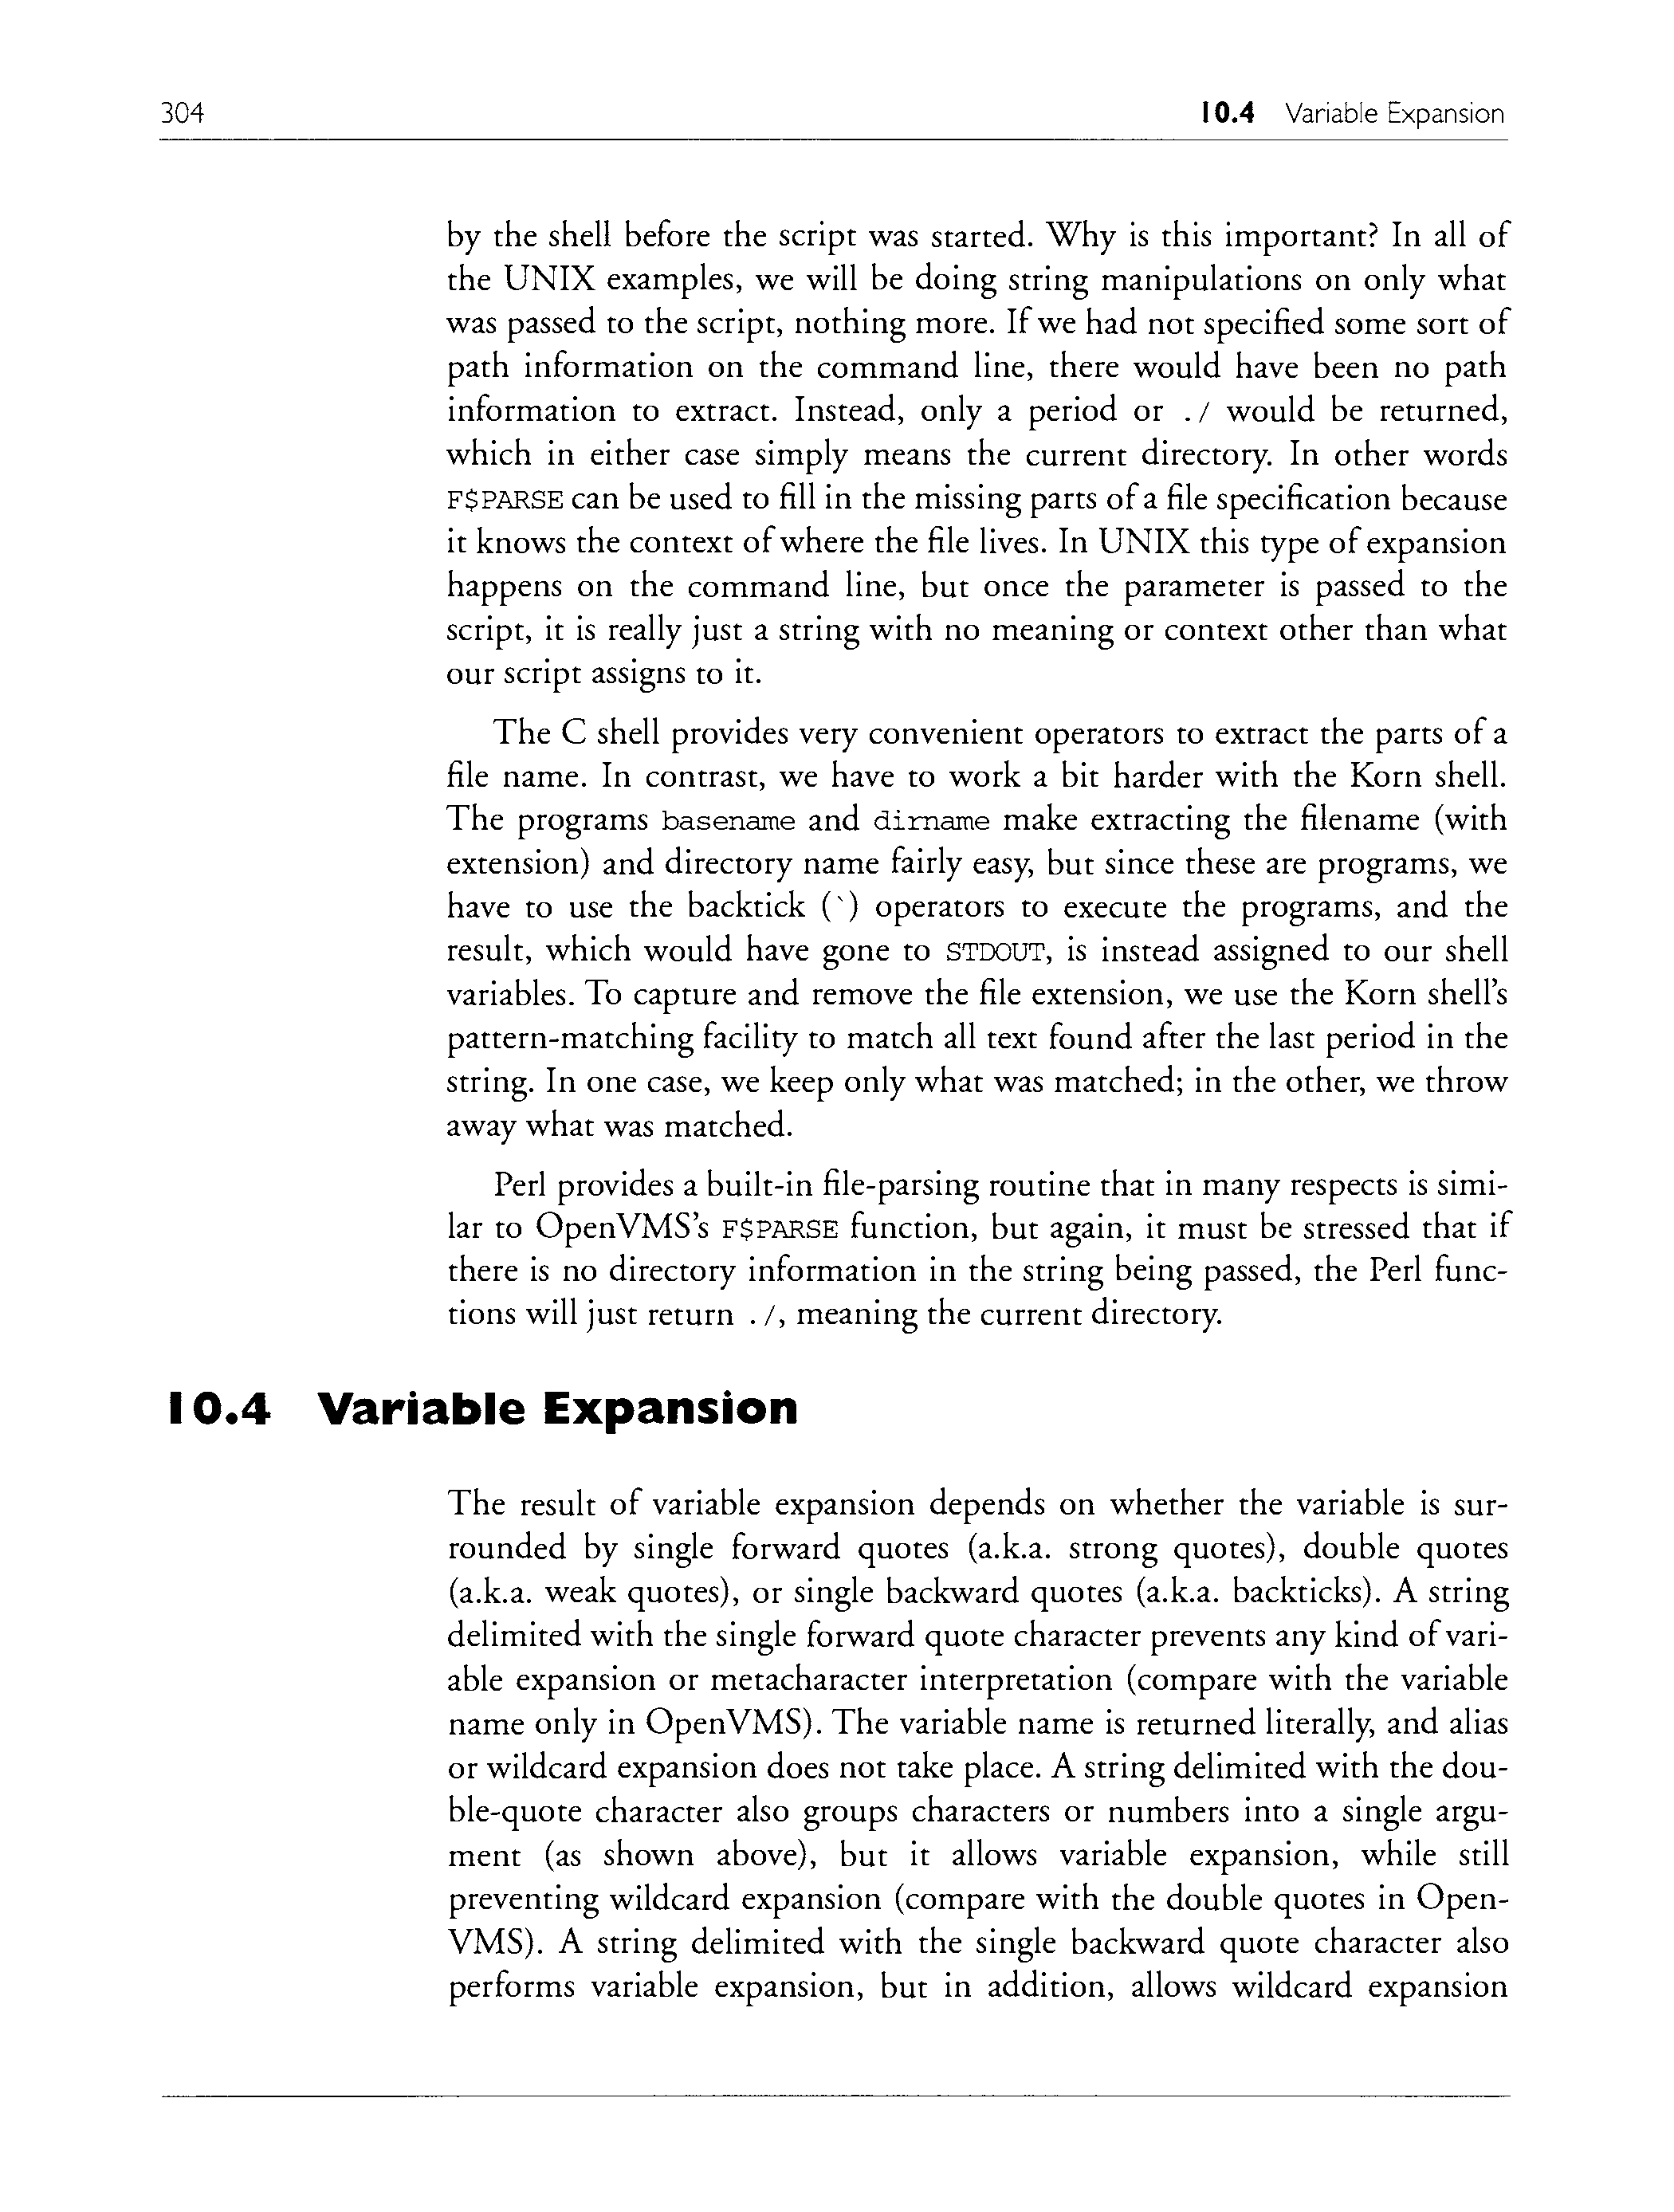 304
10.4 Variable Expansion
by the shell before the script was started. Why is this important? In all of
the UNIX examples, we will be doing string manipulations on only what
was passed to the script, nothing more. If we had not specified some sort of
path information on the command line, there would have been no path
information to extract. Instead, only a period or ./ would be returned,
which in either case simply means the current directory. In other words
F$PARSE can be used to fill in the missing parts of a file specification because
it knows the context of where the file lives. In UNIX this type of expansion
happens on the command line, but once the parameter is passed to the
script, it is really just a string with no meaning or context other than what
our script assigns to it.
The C shell provides very convenient operators to extract the parts of a
file name. In contrast, we have to work a bit harder with the Korn shell.
The programs basename and dirname make extracting the filename (with
extension) and directory name fairly easy, but since these are programs, we
have to use the backtick (`) operators to execute the programs, and the
result, which would have gone to STDOUT, is instead assigned to our shell
variables. To capture and remove the file extension, we use the Korn shell's
pattern-matching facility to match all text found after the last period in the
string. In one case, we keep only what was matched; in the other, we throw
away what was matched.
Perl provides a built-in file-parsing routine that in many respects is simi-
lar to OpenVMS's F$PARSE function, but again, it must be stressed that if
there is no directory information in the string being passed, the Perl func-
tions will just return ./, meaning the current directory.
10.4 Variable Expansion
The result of variable expansion depends on whether the variable is sur-
rounded by single forward quotes (a.k.a. strong quotes), double quotes
(a.k.a. weak quotes), or single backward quotes (a.k.a. backticks). A string
delimited with the single forward quote character prevents any kind of vari-
able expansion or metacharacter interpretation (compare with the variable
name only in OpenVMS). The variable name is returned literally, and alias
or wildcard expansion does not take place. A string delimited with the dou-
ble-quote character also groups characters or numbers into a single argu-
ment (as shown above), but it allows variable expansion, while still
preventing wildcard expansion (compare with the double quotes in Open-
VMS). A string delimited with the single backward quote character also
performs variable expansion, but in addition, allows wildcard expansion